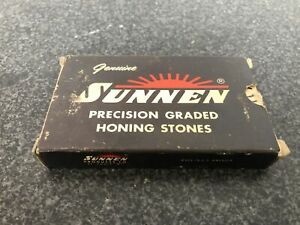 Genuine
SUNNEN®
PRECISION GRADED
HONING STONES
SUNNEN